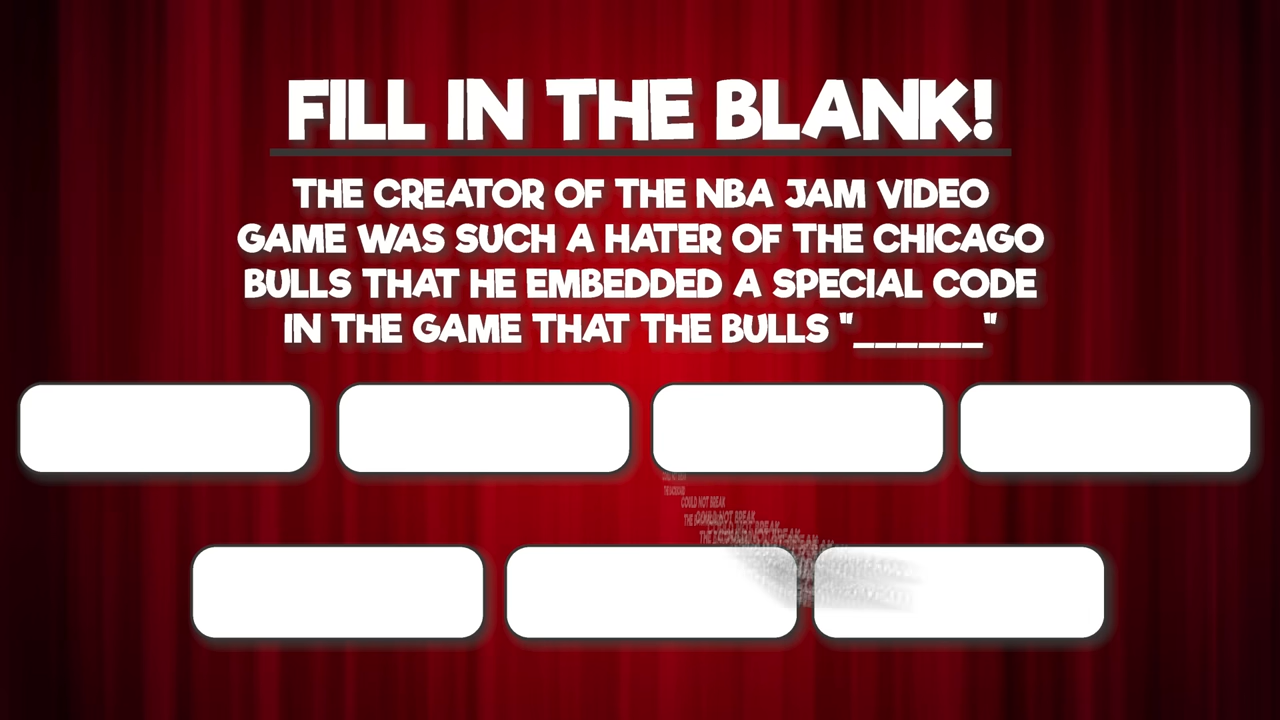 FILL IN THE BLANK!
THE CREATOR OF THE NBA JAM VIDEO
GAME WAS SUCH A HATER OF THE CHICAGO
BULLS THAT HE EMBEDDED A SPECIAL CODE
IN THE GAME THAT THE BULLS "______"
COULD NOT BREAK